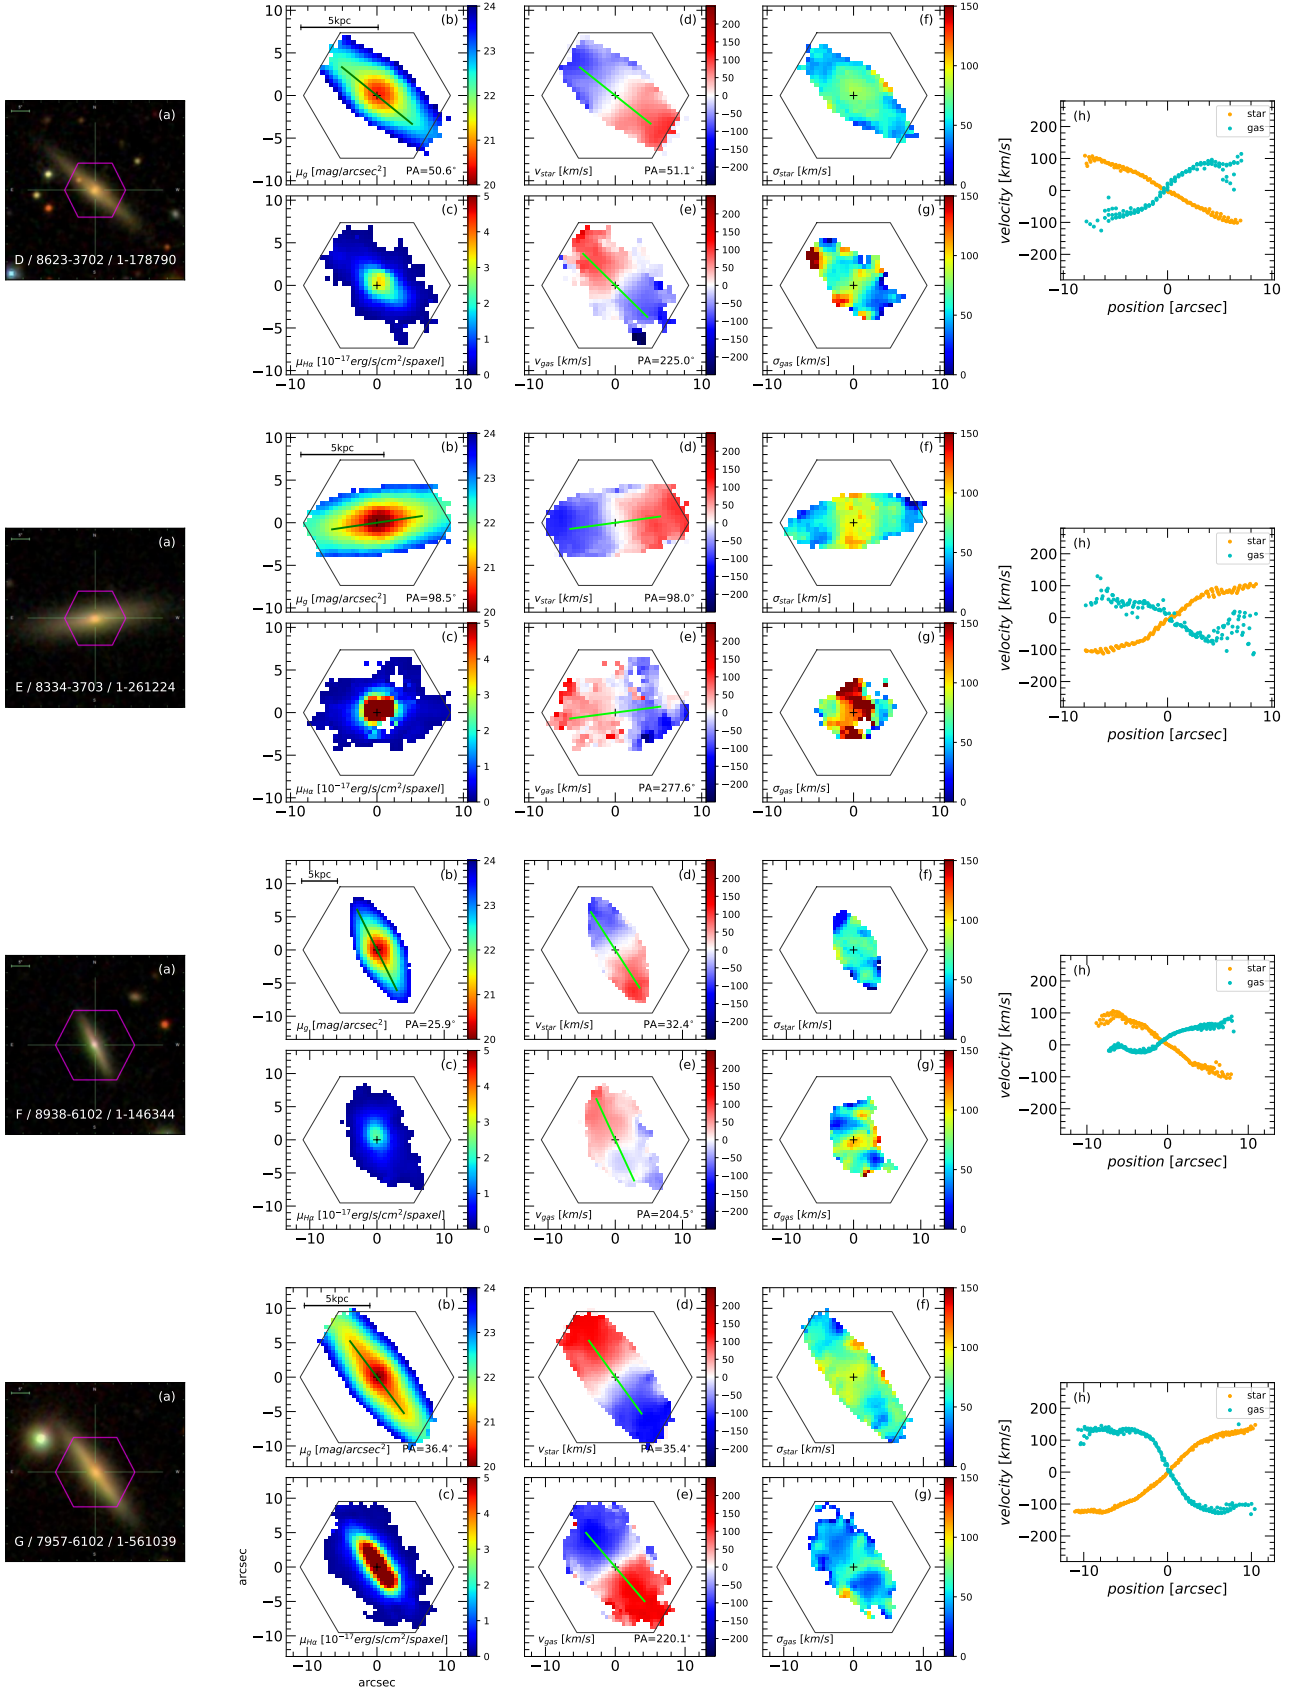 D / 8623-3702 / 1-178790
(a)
5kpc
(b)
μg [mag/arcsec²] PA=50.6°
(d)
vstar [km/s] PA=51.1°
(f)
σstar [km/s]
(c)
μHα [10⁻¹⁷erg/s/cm²/spaxel]
(e)
vgas [km/s] PA=225.0°
(g)
σgas [km/s]
(h)
star
gas
velocity [km/s]
position [arcsec]
E / 8334-3703 / 1-261224
(a)
5kpc
(b)
μg [mag/arcsec²] PA=98.5°
(d)
vstar [km/s] PA=98.0°
(f)
σstar [km/s]
(c)
μHα [10⁻¹⁷erg/s/cm²/spaxel]
(e)
vgas [km/s] PA=277.6°
(g)
σgas [km/s]
(h)
star
gas
velocity [km/s]
position [arcsec]
F / 8938-6102 / 1-146344
(a)
5kpc
(b)
μg [mag/arcsec²] PA=25.9°
(d)
vstar [km/s] PA=32.4°
(f)
σstar [km/s]
(c)
μHα [10⁻¹⁷erg/s/cm²/spaxel]
(e)
vgas [km/s] PA=204.5°
(g)
σgas [km/s]
(h)
star
gas
velocity [km/s]
position [arcsec]
G / 7957-6102 / 1-561039
(a)
5kpc
(b)
μg [mag/arcsec²] PA=36.4°
(d)
vstar [km/s] PA=35.4°
(f)
σstar [km/s]
(c)
μHα [10⁻¹⁷erg/s/cm²/spaxel]
(e)
vgas [km/s] PA=220.1°
(g)
σgas [km/s]
(h)
star
gas
velocity [km/s]
position [arcsec]
arcsec
arcsec